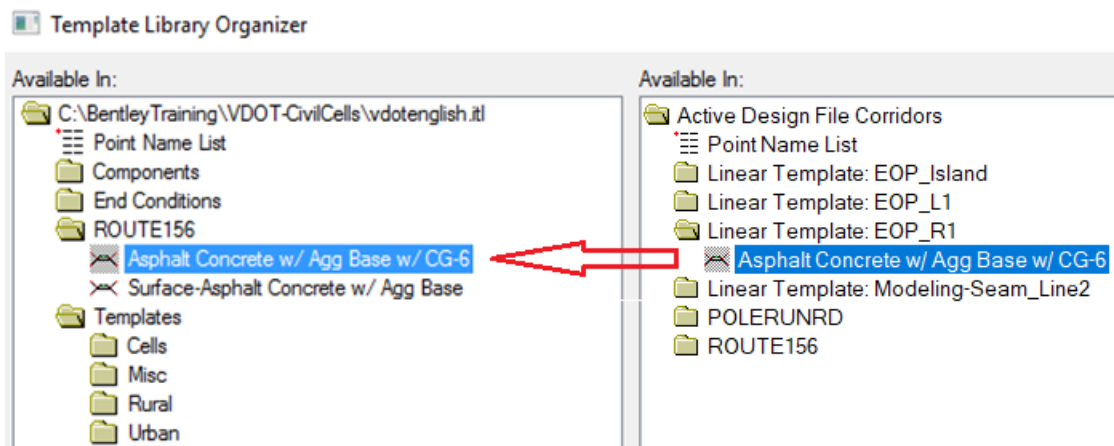 Template Library Organizer
Available In:
C:\BentleyTraining\VDOT-CivilCells\vdotenglish.itl
Point Name List
Components
End Conditions
ROUTE156
Asphalt Concrete w/ Agg Base w/ CG-6
Surface-Asphalt Concrete w/ Agg Base
Templates
Cells
Misc
Rural
Urban
Available In:
Active Design File Corridors
Point Name List
Linear Template: EOP_Island
Linear Template: EOP_L1
Linear Template: EOP_R1
Asphalt Concrete w/ Agg Base w/ CG-6
Linear Template: Modeling-Seam_Line2
POLERUNRD
ROUTE156